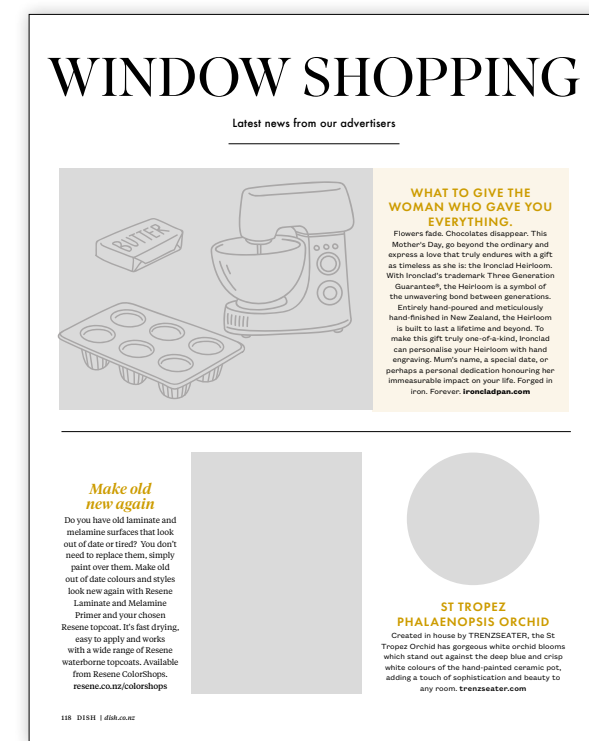 WINDOW SHOPPING
Latest news from our advertisers
BUTTER
WHAT TO GIVE THE
WOMAN WHO GAVE YOU
EVERYTHING.
Flowers fade. Chocolates disappear. This
Mother's Day, go beyond the ordinary and
express a love that truly endures with a gift
as timeless as she is: the Ironclad Heirloom.
With Ironclad's trademark Three Generation
Guarantee®, the Heirloom is a symbol of
the unwavering bond between generations.
Entirely hand-poured and meticulously
hand-finished in New Zealand, the Heirloom
is built to last a lifetime and beyond. To
make this gift truly one-of-a-kind, Ironclad
can personalise your Heirloom with hand
engraving. Mum's name, a special date, or
perhaps a personal dedication honouring her
immeasurable impact on your life. Forged in
iron. Forever. ironcladpan.com
Make old
new again
Do you have old laminate and
melamine surfaces that look
out of date or tired? You don't
need to replace them, simply
paint over them. Make old
out of date colours and styles
look new again with Resene
Laminate and Melamine
Primer and your chosen
Resene topcoat. It's fast drying,
easy to apply and works
with a wide range of Resene
waterborne topcoats. Available
from Resene ColorShops.
resene.co.nz/colorshops
ST TROPEZ
PHALAENOPSIS ORCHID
Created in house by TRENZSEATER, the St
Tropez Orchid has gorgeous white orchid blooms
which stand out against the deep blue and crisp
white colours of the hand-painted ceramic pot,
adding a touch of sophistication and beauty to
any room. trenzseater.com
118 DISH | dish.co.nz